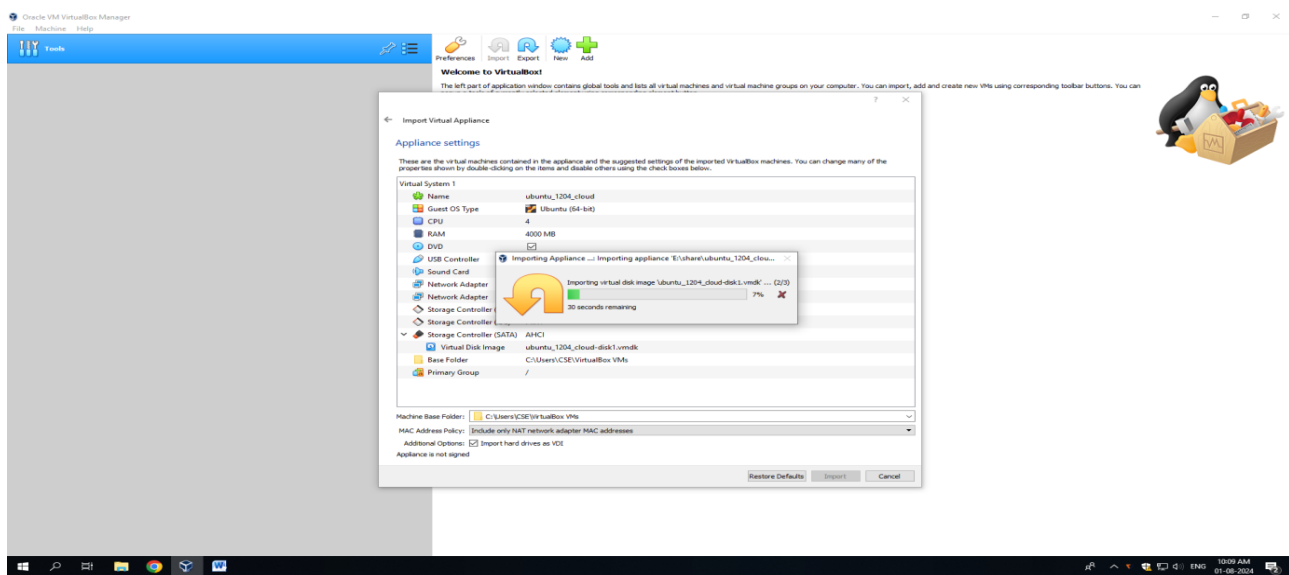 Oracle VM VirtualBox Manager
File Machine Help
Tools
Preferences Import Export New Add
Welcome to VirtualBox!
The left part of application window contains global tools and lists all virtual machines and virtual machine groups on your computer. You can import, add and create new VMs using corresponding toolbar buttons. You can
? ×
Import Virtual Appliance
Appliance settings
These are the virtual machines contained in the appliance and the suggested settings of the imported VirtualBox machines. You can change many of the
properties shown by double-clicking on the items and disable others using the check boxes below.
Virtual System 1
Name ubuntu_1204_cloud
Guest OS Type Ubuntu (64-bit)
CPU 4
RAM 4000 MB
DVD
USB Controller
Importing Appliance ...: Importing appliance 'E:\share\ubuntu_1204_clou...
Sound Card
Importing virtual disk image 'ubuntu_1204_cloud-disk1.vmdk' ... (2/3)
Network Adapter
7%
Network Adapter
30 seconds remaining
Storage Controller (
Storage Controller
Storage Controller (SATA) AHCI
Virtual Disk Image ubuntu_1204_cloud-disk1.vmdk
Base Folder C:\Users\CSE\VirtualBox VMs
Primary Group /
Machine Base Folder: C:\Users\CSE\VirtualBox VMs
MAC Address Policy: Include only NAT network adapter MAC addresses
Additional Options: Import hard drives as VDI
Appliance is not signed
Restore Defaults Import Cancel
ENG 10:09 AM
01-08-2024